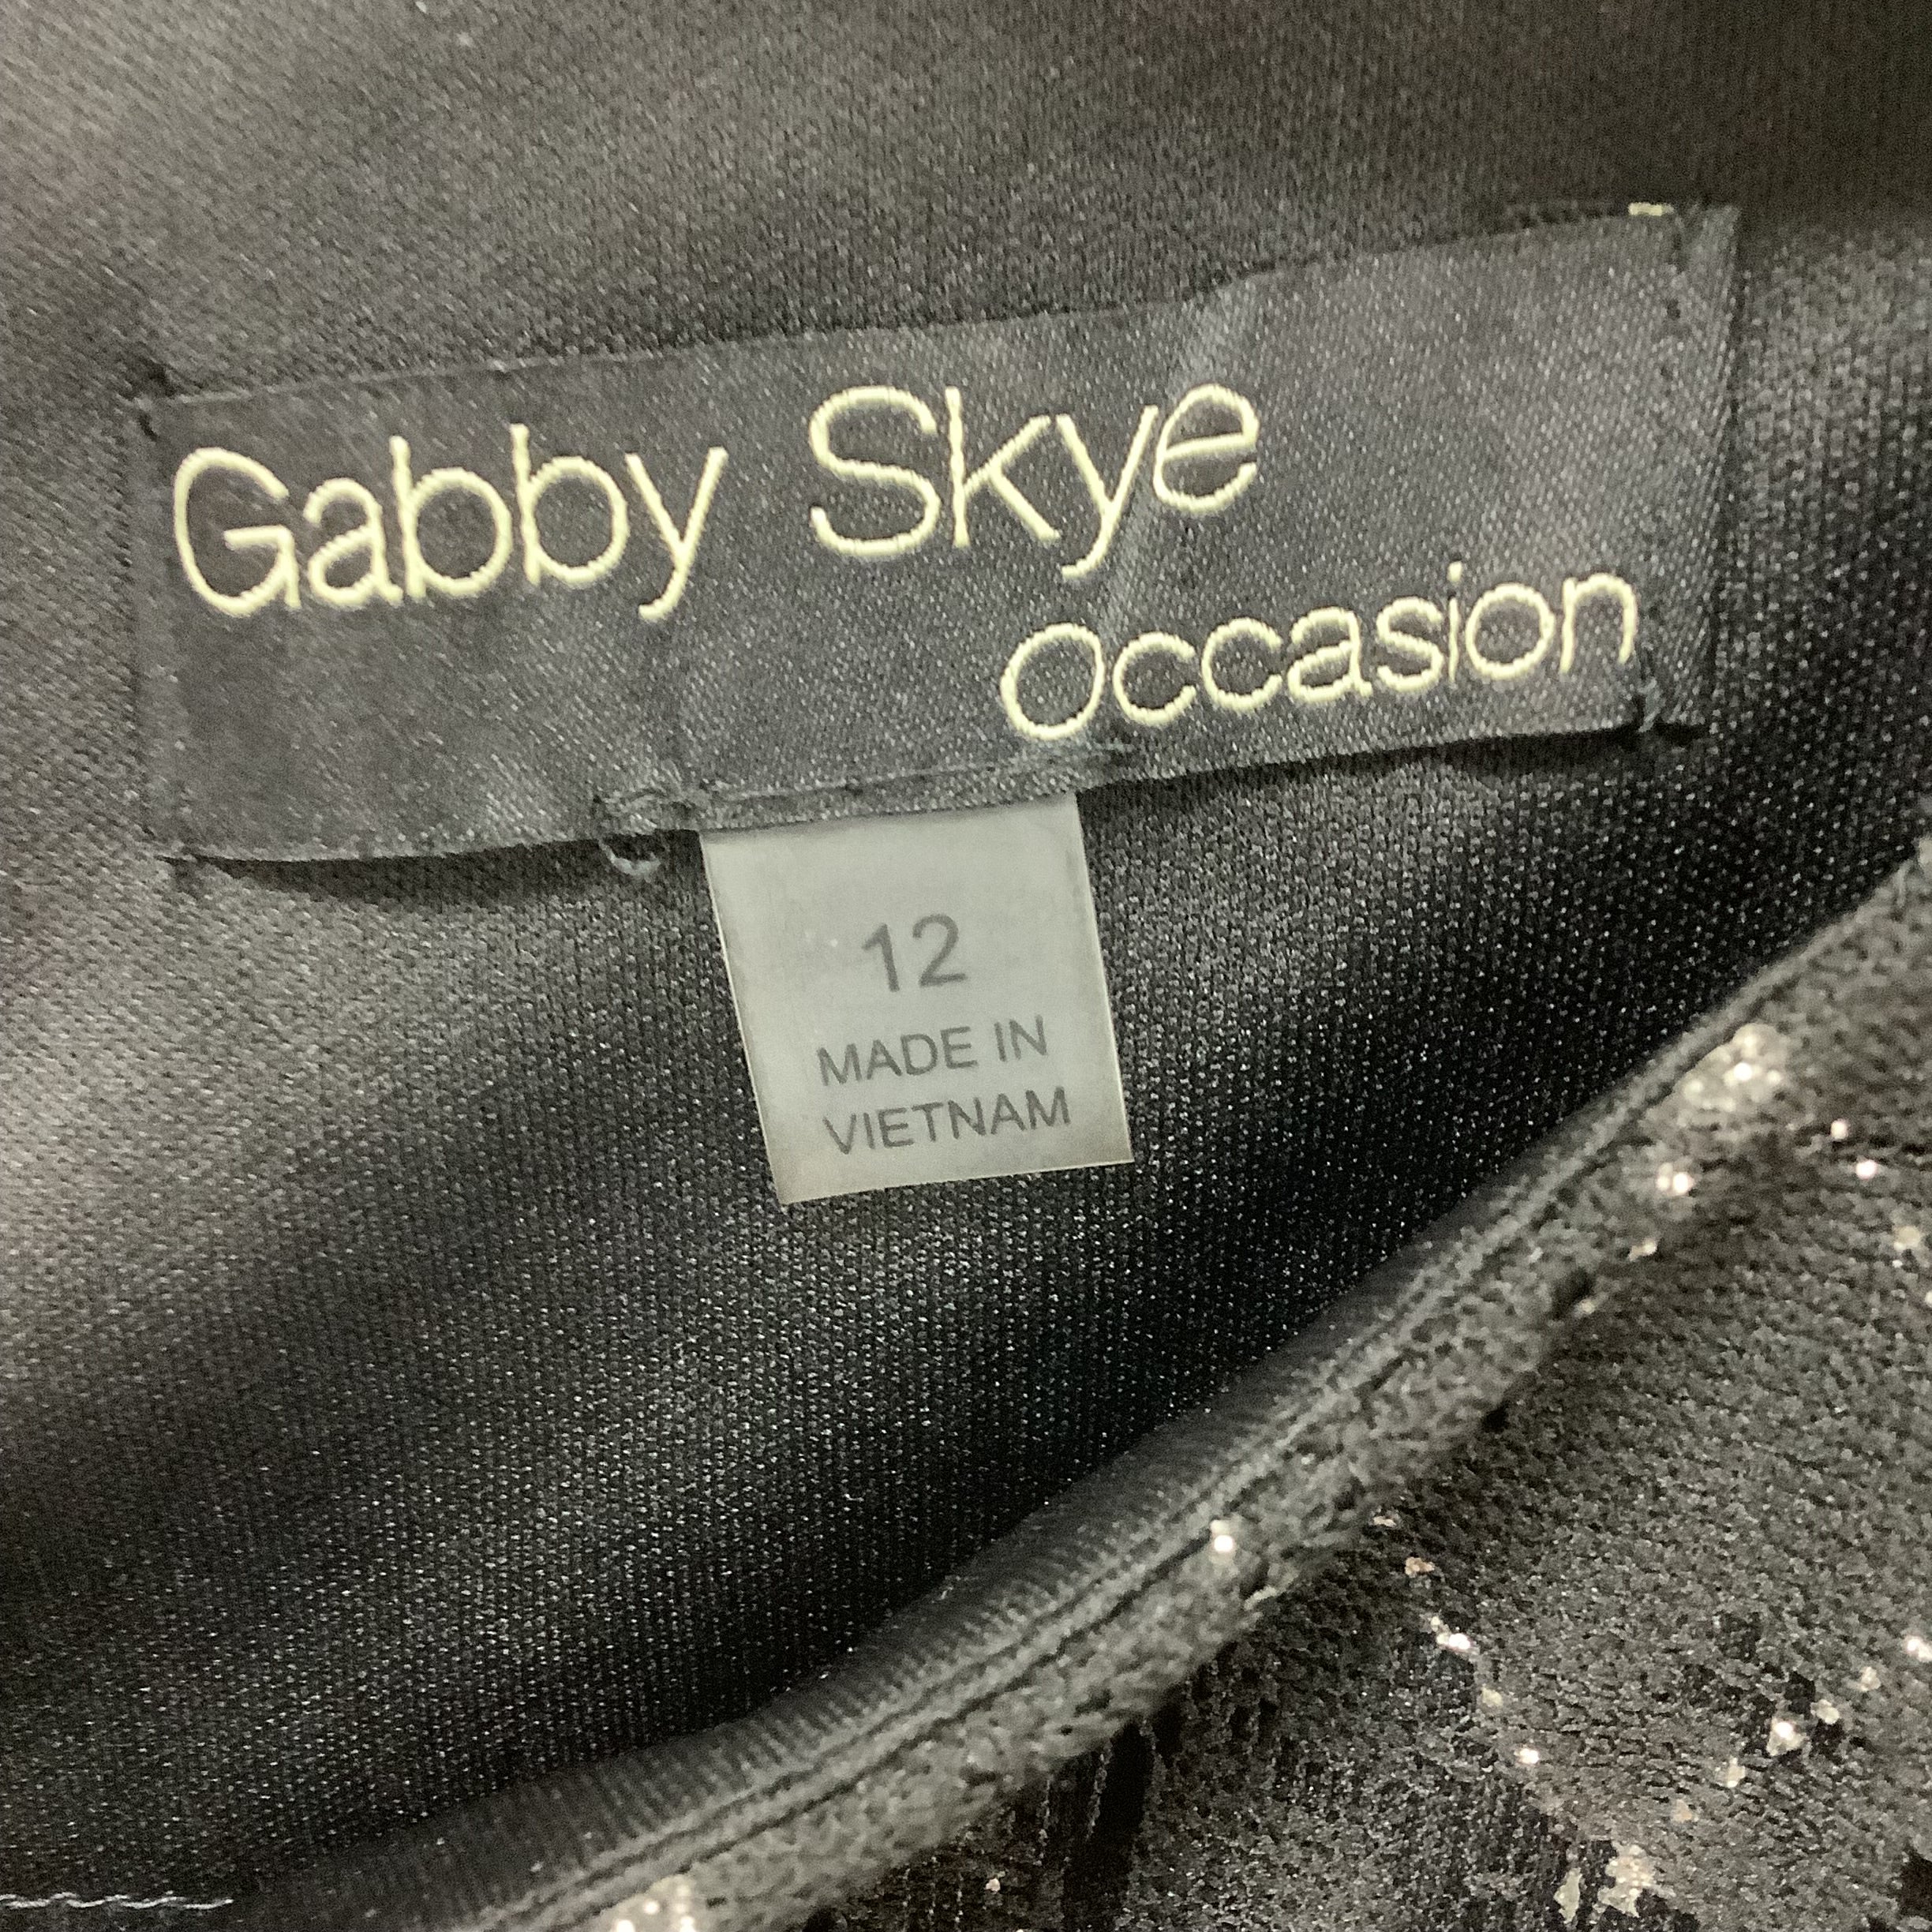 Gabby Skye
occasion
12
MADE IN
VIETNAM